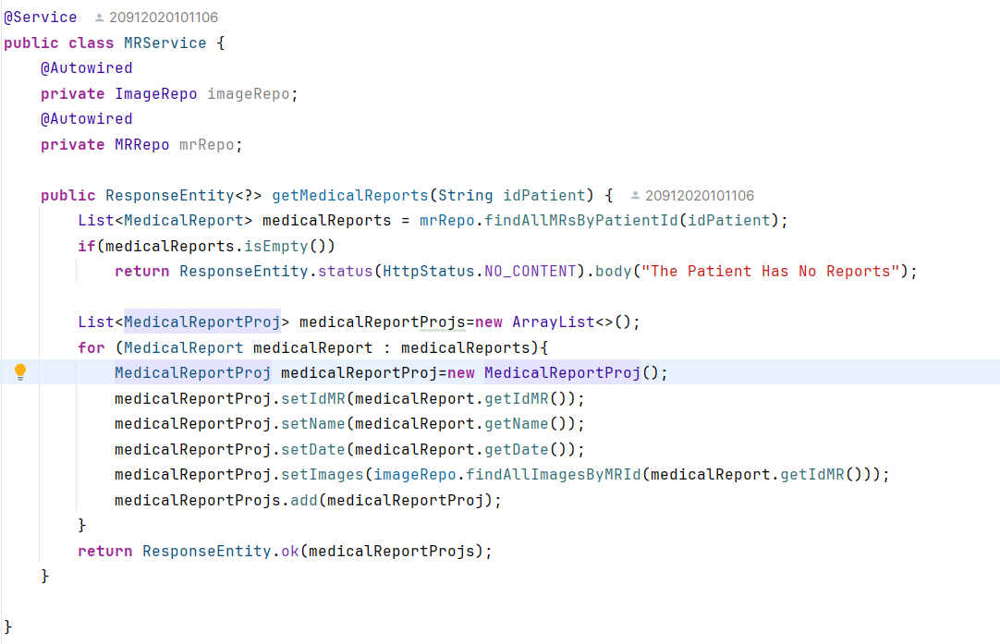 @Service 20912020101106
public class MRService {
    @Autowired
    private ImageRepo imageRepo;
    @Autowired
    private MRRepo mrRepo;
    public ResponseEntity<?> getMedicalReports(String idPatient) { 20912020101106
        List<MedicalReport> medicalReports = mrRepo.findAllMRsByPatientId(idPatient);
        if(medicalReports.isEmpty())
            return ResponseEntity.status(HttpStatus.NO_CONTENT).body("The Patient Has No Reports");
        List<MedicalReportProj> medicalReportProjs=new ArrayList<>();
        for (MedicalReport medicalReport : medicalReports){
            MedicalReportProj medicalReportProj=new MedicalReportProj();
            medicalReportProj.setIdMR(medicalReport.getIdMR());
            medicalReportProj.setName(medicalReport.getName());
            medicalReportProj.setDate(medicalReport.getDate());
            medicalReportProj.setImages(imageRepo.findAllImagesByMRId(medicalReport.getIdMR()));
            medicalReportProjs.add(medicalReportProj);
        }
        return ResponseEntity.ok(medicalReportProjs);
    }
}